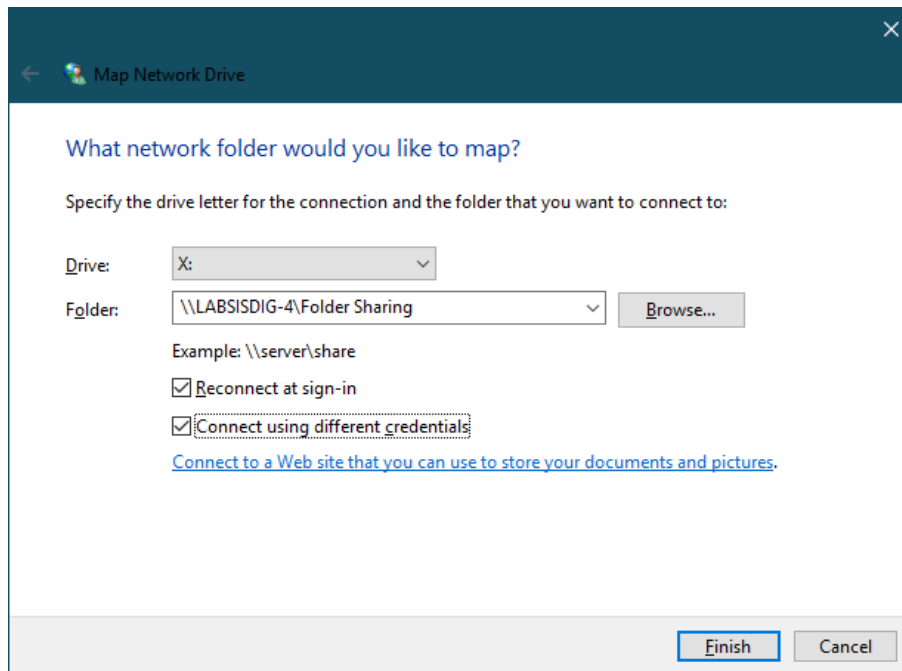 Map Network Drive
What network folder would you like to map?
Specify the drive letter for the connection and the folder that you want to connect to:
Drive: X:
Folder: \\LABSISDIG-4\Folder Sharing Browse...
Example: \\server\share
Reconnect at sign-in
Connect using different credentials
Connect to a Web site that you can use to store your documents and pictures.
Finish Cancel